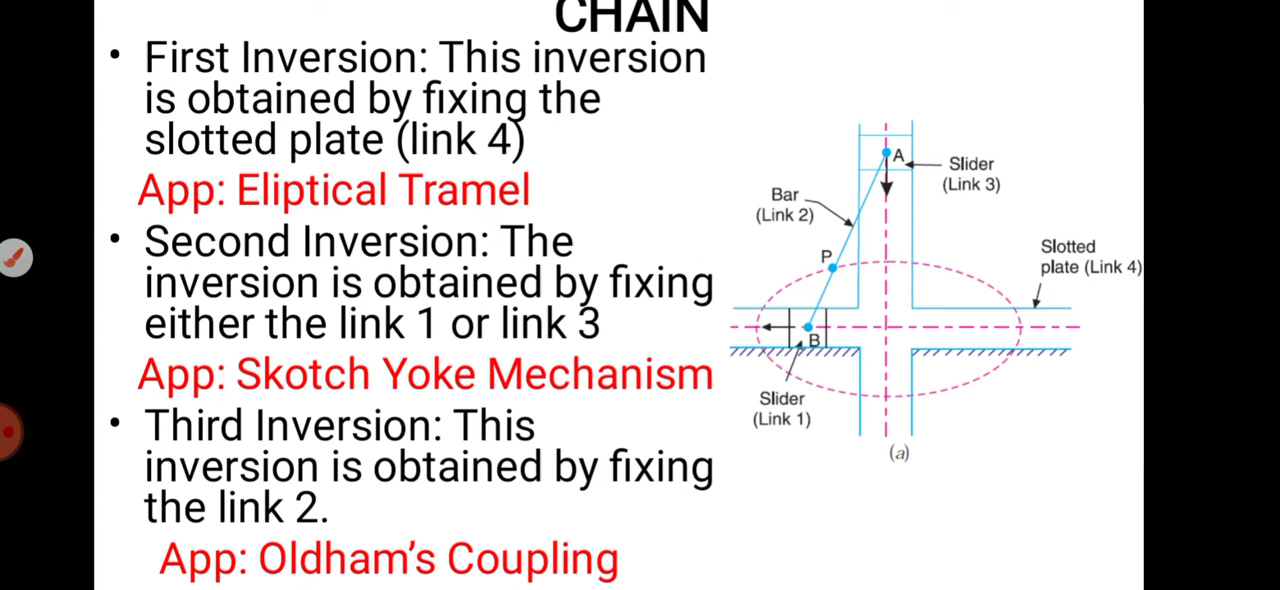 CHAIN
• First Inversion: This inversion
is obtained by fixing the
slotted plate (link 4)
App: Eliptical Tramel
• Second Inversion: The
inversion is obtained by fixing
either the link 1 or link 3
App: Skotch Yoke Mechanism
• Third Inversion: This
inversion is obtained by fixing
the link 2.
App: Oldham's Coupling
A
Slider
(Link 3)
Bar
(Link 2)
P
Slotted
plate (Link 4)
B
Slider
(Link 1)
(a)